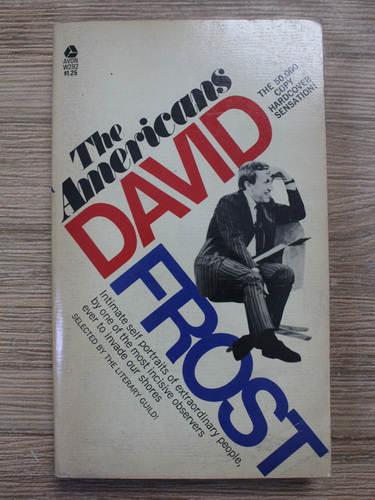 AVON
W292
$1.25
THE 50,000
COPY
HARDCOVER
SENSATION!
The
Americans
DAVID
FROST
Intimate self portraits of extraordinary people,
by one of the most incisive observers
ever to invade our shores
SELECTED BY THE LITERARY GUILD!